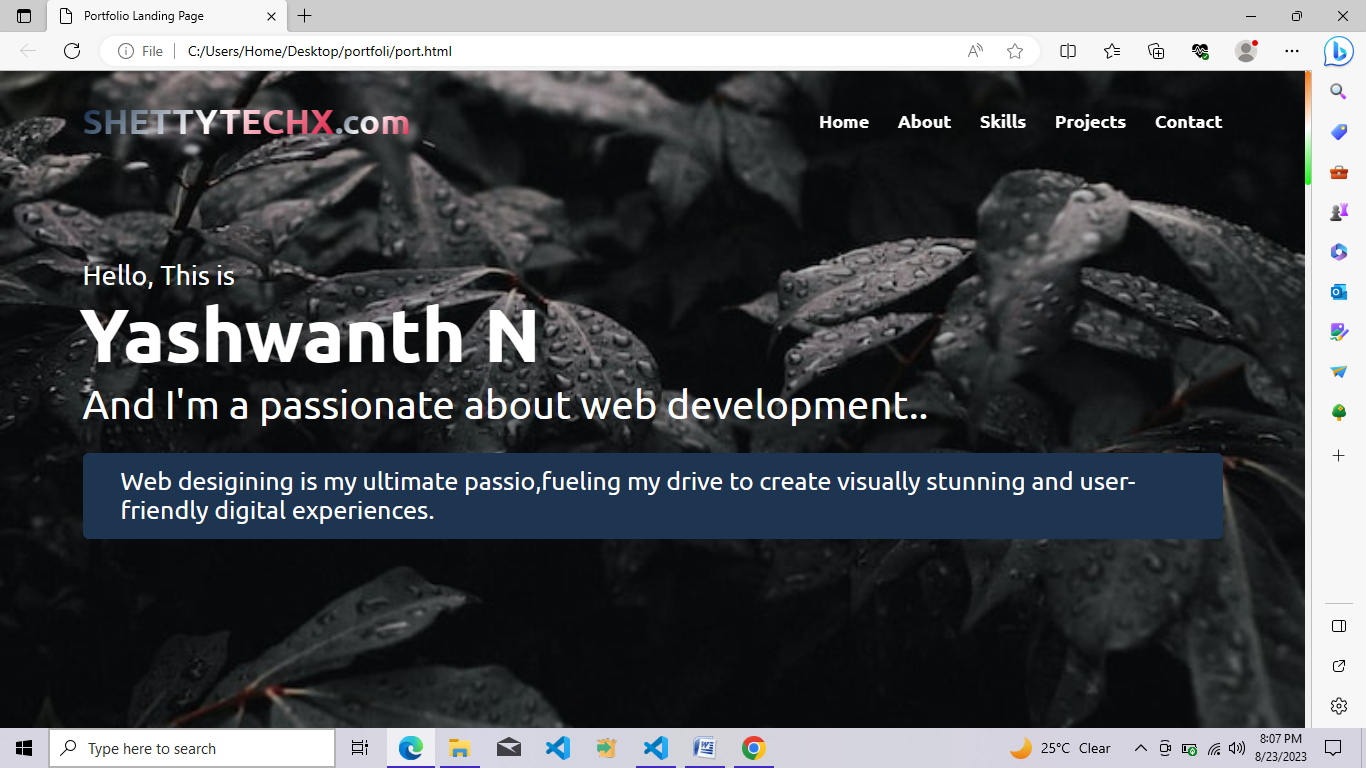 Portfolio Landing Page
File
C:/Users/Home/Desktop/portfoli/port.html
SHETTYTECHX.com
Home About Skills Projects Contact
Hello, This is
Yashwanth N
And I'm a passionate about web development..
Web desigining is my ultimate passio,fueling my drive to create visually stunning and user-
friendly digital experiences.
Type here to search
25°C Clear
8:07 PM
8/23/2023